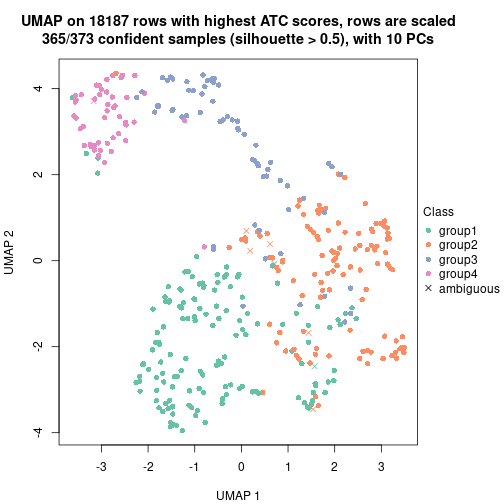 UMAP on 18187 rows with highest ATC scores, rows are scaled
365/373 confident samples (silhouette > 0.5), with 10 PCs
4
2
0
-2
-4
UMAP 2
-3
-2
-1
0
1
2
3
UMAP 1
Class
group1
group2
group3
group4
ambiguous